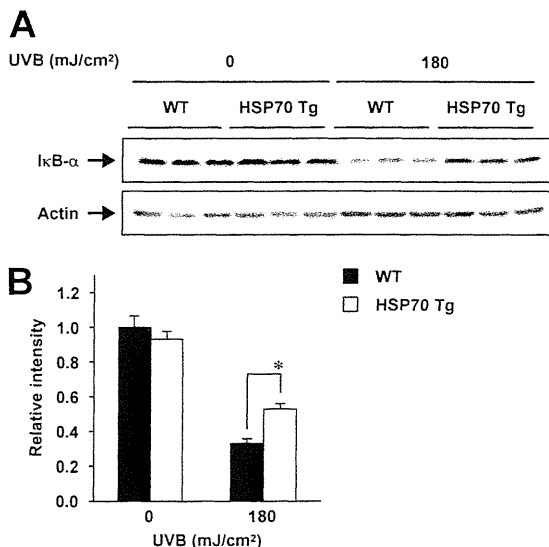 A
UVB (mJ/cm²) 0 180
WT HSP70 Tg WT HSP70 Tg
IκB-α
Actin
B
WT
HSP70 Tg
Relative intensity
1.2
1.0
0.8
0.6
0.4
0.2
0.0
*
0 180
UVB (mJ/cm²)